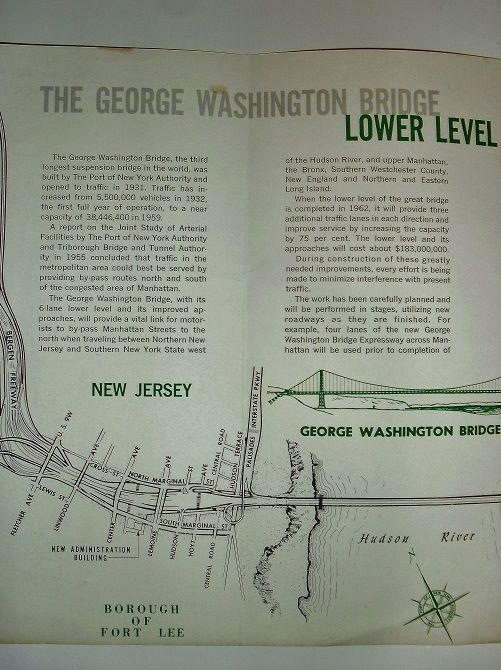 THE GEORGE WASHINGTON BRIDGE
LOWER LEVEL
The George Washington Bridge, the third
longest suspension bridge in the world, was
built by The Port of New York Authority and
opened to traffic in 1931. Traffic has in-
creased from 5,500,000 vehicles in 1932,
the first full year of operation, to a near
capacity of 38,446,400 in 1959.
A report on the Joint Study of Arterial
Facilities by The Port of New York Authority
and Triborough Bridge and Tunnel Author-
ity in 1955 concluded that traffic in the
metropolitan area could best be served by
providing by-pass routes north and south
of the congested area of Manhattan.
The George Washington Bridge, with its
6-lane lower level and its improved ap-
proaches, will provide a vital link for motor-
ists to by-pass Manhattan Streets to the
north when traveling between Northern New
Jersey and Southern New York State west
of the Hudson River, and upper Manhattan,
the Bronx, Southern Westchester County,
New England and Northern and Eastern
Long Island.
When the lower level of the great bridge
is completed in 1962, it will provide three
additional traffic lanes in each direction and
improve service by increasing the capacity
by 75 per cent. The lower level and its
approaches will cost about $183,000,000.
During construction of these greatly
needed improvements, every effort is being
made to minimize interference with present
traffic.
The work has been carefully planned and
will be performed in stages, utilizing new
roadways as they are finished. For
example, four lanes of the new George
Washington Bridge Expressway across Man-
hattan will be used prior to completion of
BERGEN FREEWAY
NEW JERSEY
PALISADES INTERSTATE PKWY
GEORGE WASHINGTON BRIDGE
U.S. 9W
AVE
CROSS ST.
NORTH MARGINAL
AVE
ST
AVE
CENTRAL ROAD
HUDSON TERRACE
FLETCHER AVE
LEWIS ST.
LINWOOD
CENTER
SOUTH MARGINAL ST
LEMOINE
HUDSON
HOYT
CENTRAL ROAD
NEW ADMINISTRATION
BUILDING
Hudson River
BOROUGH
OF
FORT LEE